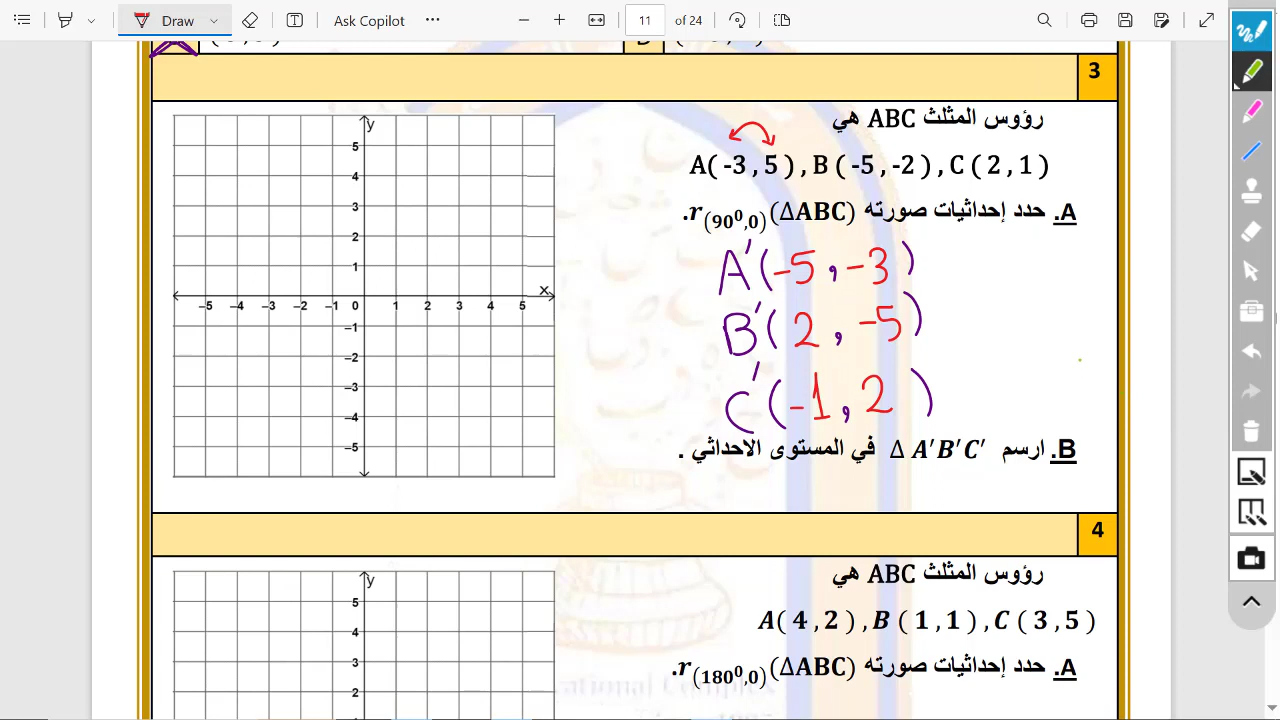 Draw
Ask Copilot
11 of 24
3
رؤوس المثلث ABC هي
A( -3 , 5 ) , B ( -5 , -2 ) , C ( 2 , 1 )
A. حدد إحداثيات صورته r(90⁰,0)(ΔABC).
A′(-5 , -3)
B′( 2 , -5)
C′(-1 , 2 )
B. ارسم Δ A′B′C′ في المستوى الاحداثي .
y
5
4
3
2
1
x
–5 –4 –3 –2 –1 0 1 2 3 4 5
–1
–2
–3
–4
–5
4
رؤوس المثلث ABC هي
A( 4 , 2 ) , B ( 1 , 1 ) , C ( 3 , 5 )
A. حدد إحداثيات صورته r(180⁰,0)(ΔABC).
y
5
4
3
2